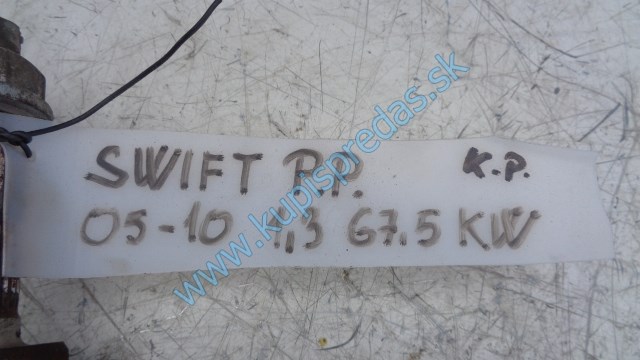 SWIFT P.P. K.P.
05-10 1,3 67.5 KW
www.kupispredas.sk